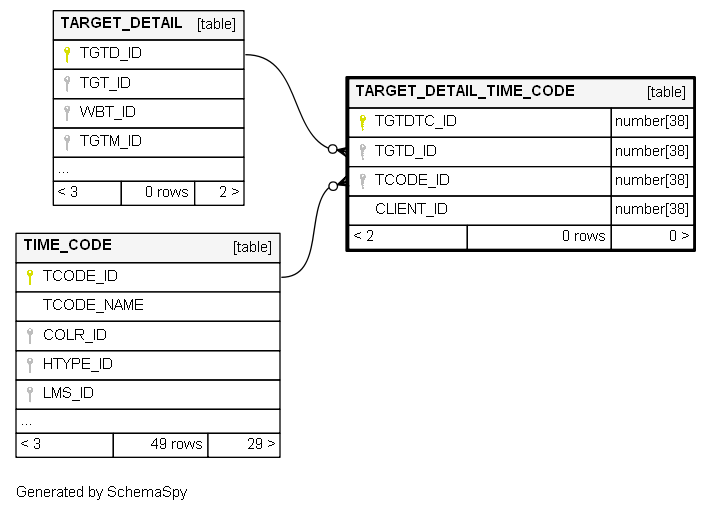 TARGET_DETAIL [table]
TGTD_ID
TGT_ID
WBT_ID
TGTM_ID
...
< 3 0 rows 2 >
TARGET_DETAIL_TIME_CODE [table]
TGTDTC_ID number[38]
TGTD_ID number[38]
TCODE_ID number[38]
CLIENT_ID number[38]
< 2 0 rows 0 >
TIME_CODE [table]
TCODE_ID
TCODE_NAME
COLR_ID
HTYPE_ID
LMS_ID
...
< 3 49 rows 29 >
Generated by SchemaSpy